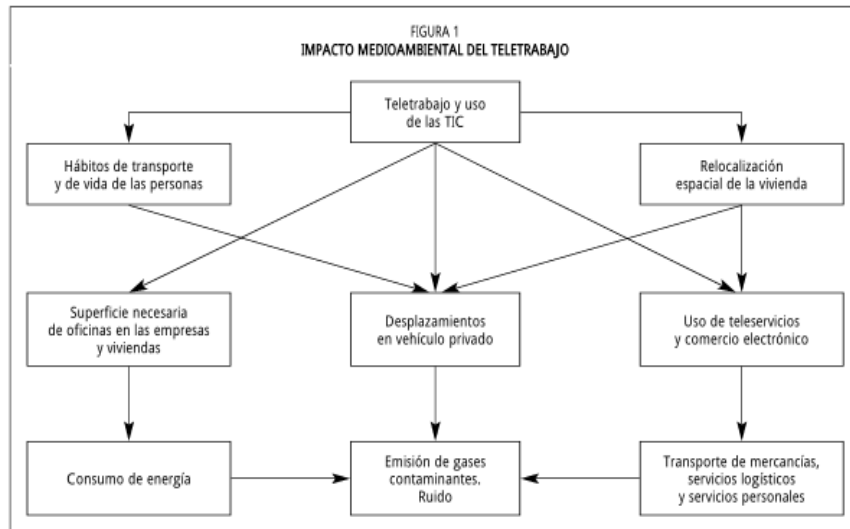 FIGURA 1
IMPACTO MEDIOAMBIENTAL DEL TELETRABAJO
Teletrabajo y uso
de las TIC
Hábitos de transporte
y de vida de las personas
Relocalización
espacial de la vivienda
Superficie necesaria
de oficinas en las empresas
y viviendas
Desplazamientos
en vehículo privado
Uso de teleservicios
y comercio electrónico
Consumo de energía
Emisión de gases
contaminantes.
Ruido
Transporte de mercancías,
servicios logísticos
y servicios personales